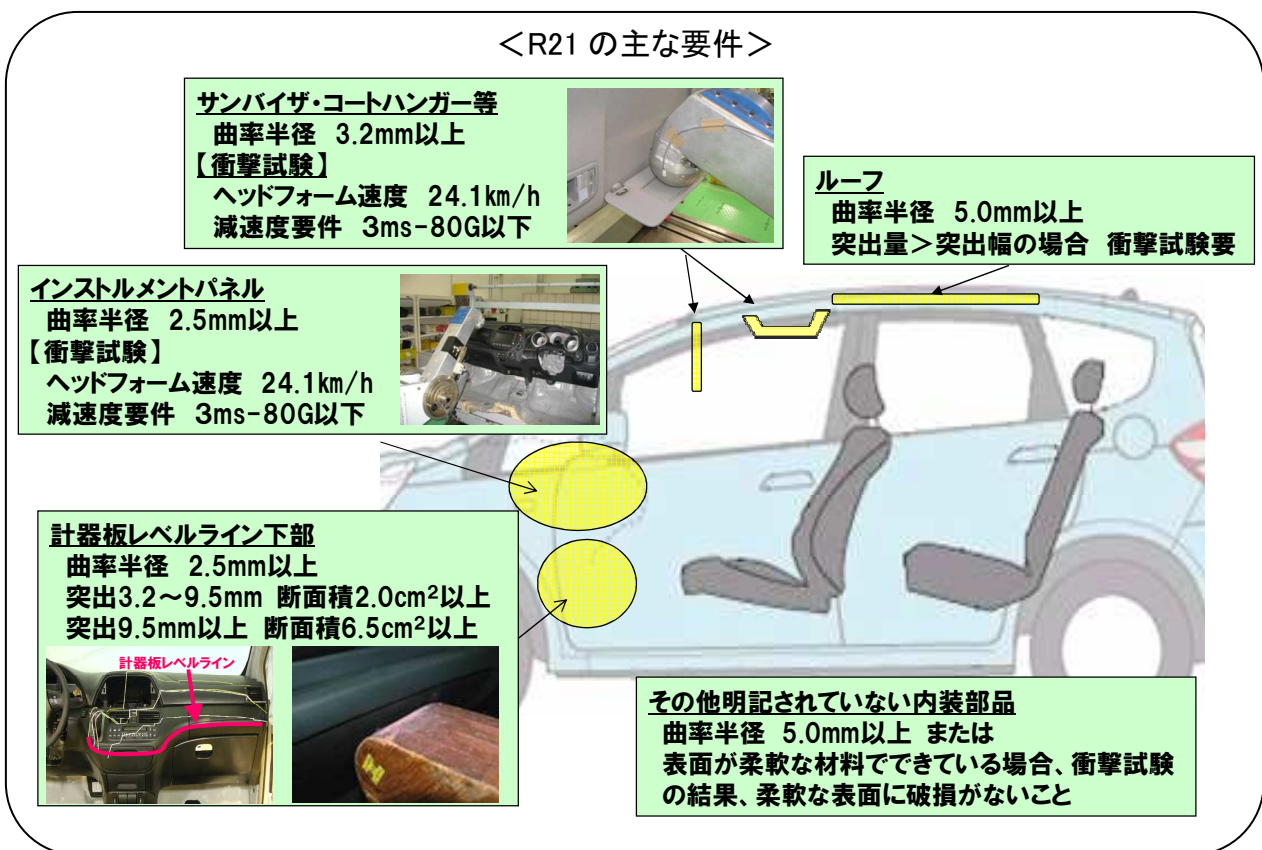 ＜R21 の主な要件＞
サンバイザ・コートハンガー等
曲率半径 3.2mm以上
【衝撃試験】
ヘッドフォーム速度 24.1km/h
減速度要件 3ms-80G以下
ルーフ
曲率半径 5.0mm以上
突出量＞突出幅の場合 衝撃試験要
インストルメントパネル
曲率半径 2.5mm以上
【衝撃試験】
ヘッドフォーム速度 24.1km/h
減速度要件 3ms-80G以下
計器板レベルライン下部
曲率半径 2.5mm以上
突出3.2～9.5mm 断面積2.0cm²以上
突出9.5mm以上 断面積6.5cm²以上
計器板レベルライン
その他明記されていない内装部品
曲率半径 5.0mm以上 または
表面が柔軟な材料でできている場合、衝撃試験
の結果、柔軟な表面に破損がないこと